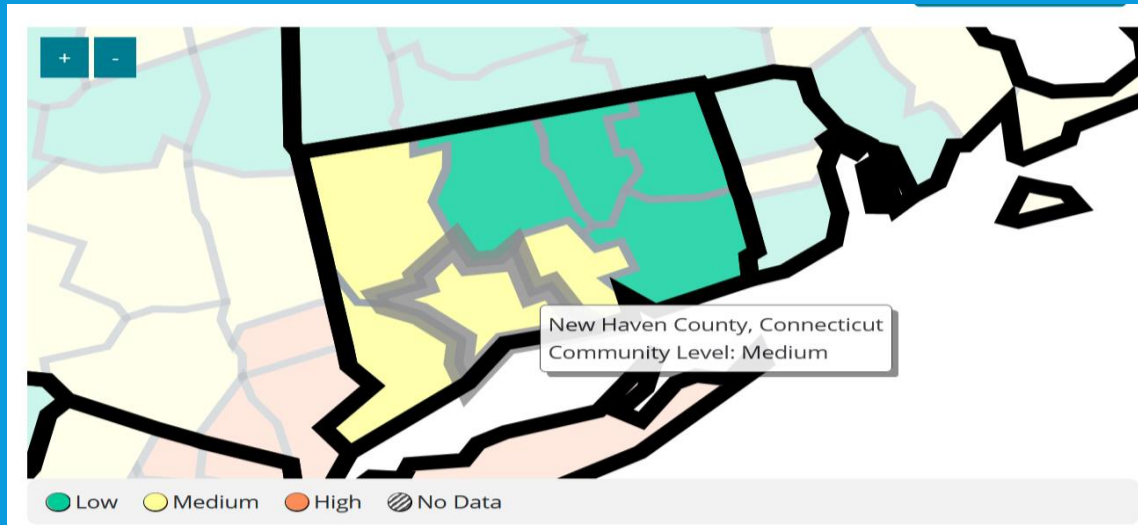 + -
New Haven County, Connecticut
Community Level: Medium
Low Medium High No Data